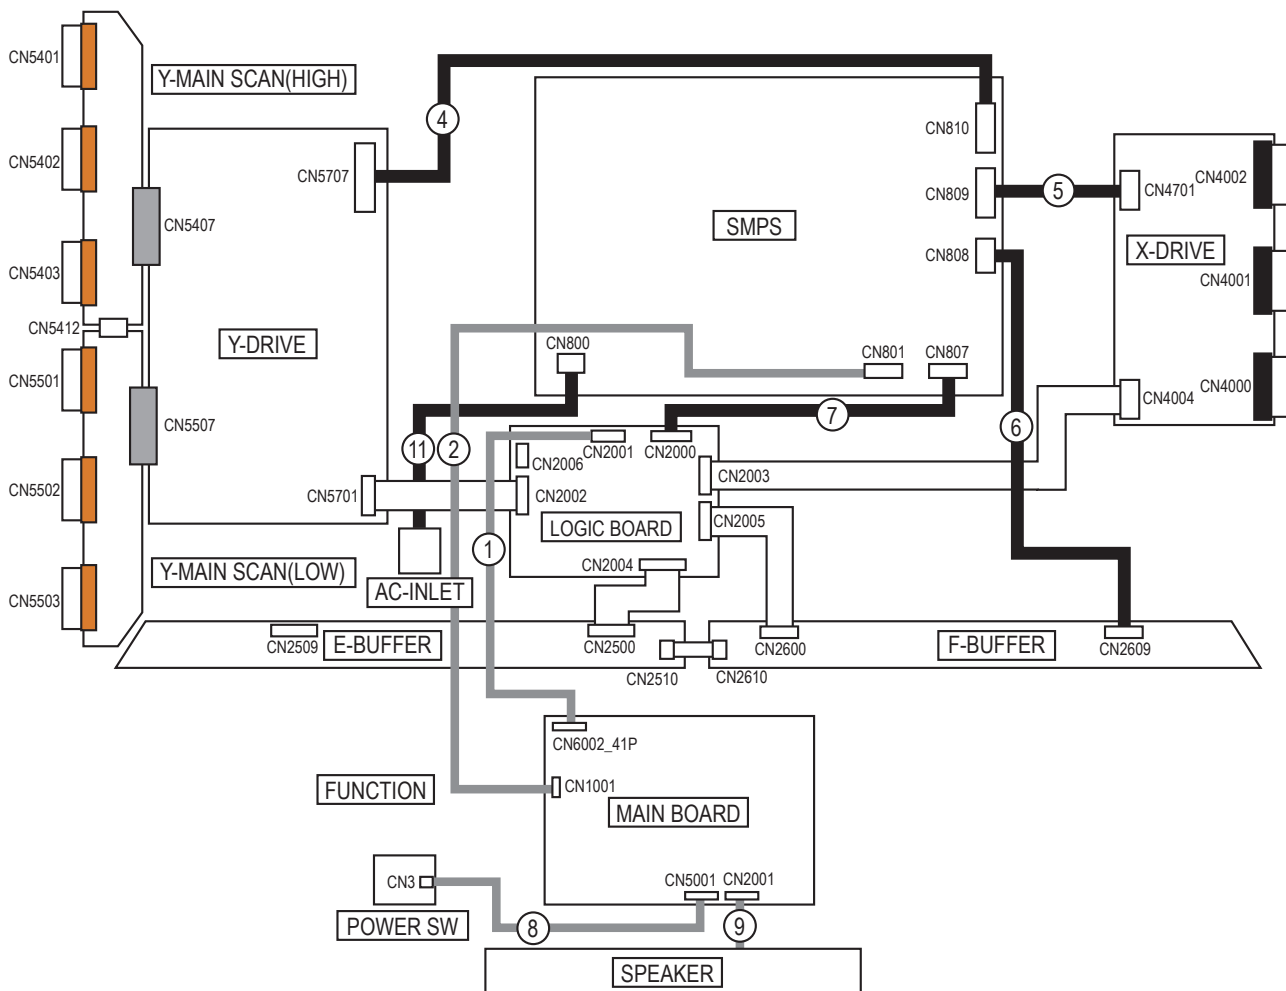 CN5401
Y-MAIN SCAN(HIGH)
4
CN810
CN5402
CN5707
CN809
5
CN4701
CN4002
CN5407
SMPS
CN808
X-DRIVE
CN5403
CN4001
CN5412
Y-DRIVE
CN800
CN801
CN807
CN5501
CN4004
CN4000
CN5507
11
2
7
6
CN2001
CN2000
CN2006
CN2003
CN5502
CN5701
CN2002
CN2005
LOGIC BOARD
1
CN2004
Y-MAIN SCAN(LOW)
AC-INLET
CN5503
CN2509
E-BUFFER
CN2500
CN2600
F-BUFFER
CN2609
CN2510
CN2610
CN6002_41P
FUNCTION
CN1001
MAIN BOARD
CN3
CN5001
CN2001
POWER SW
8
9
SPEAKER